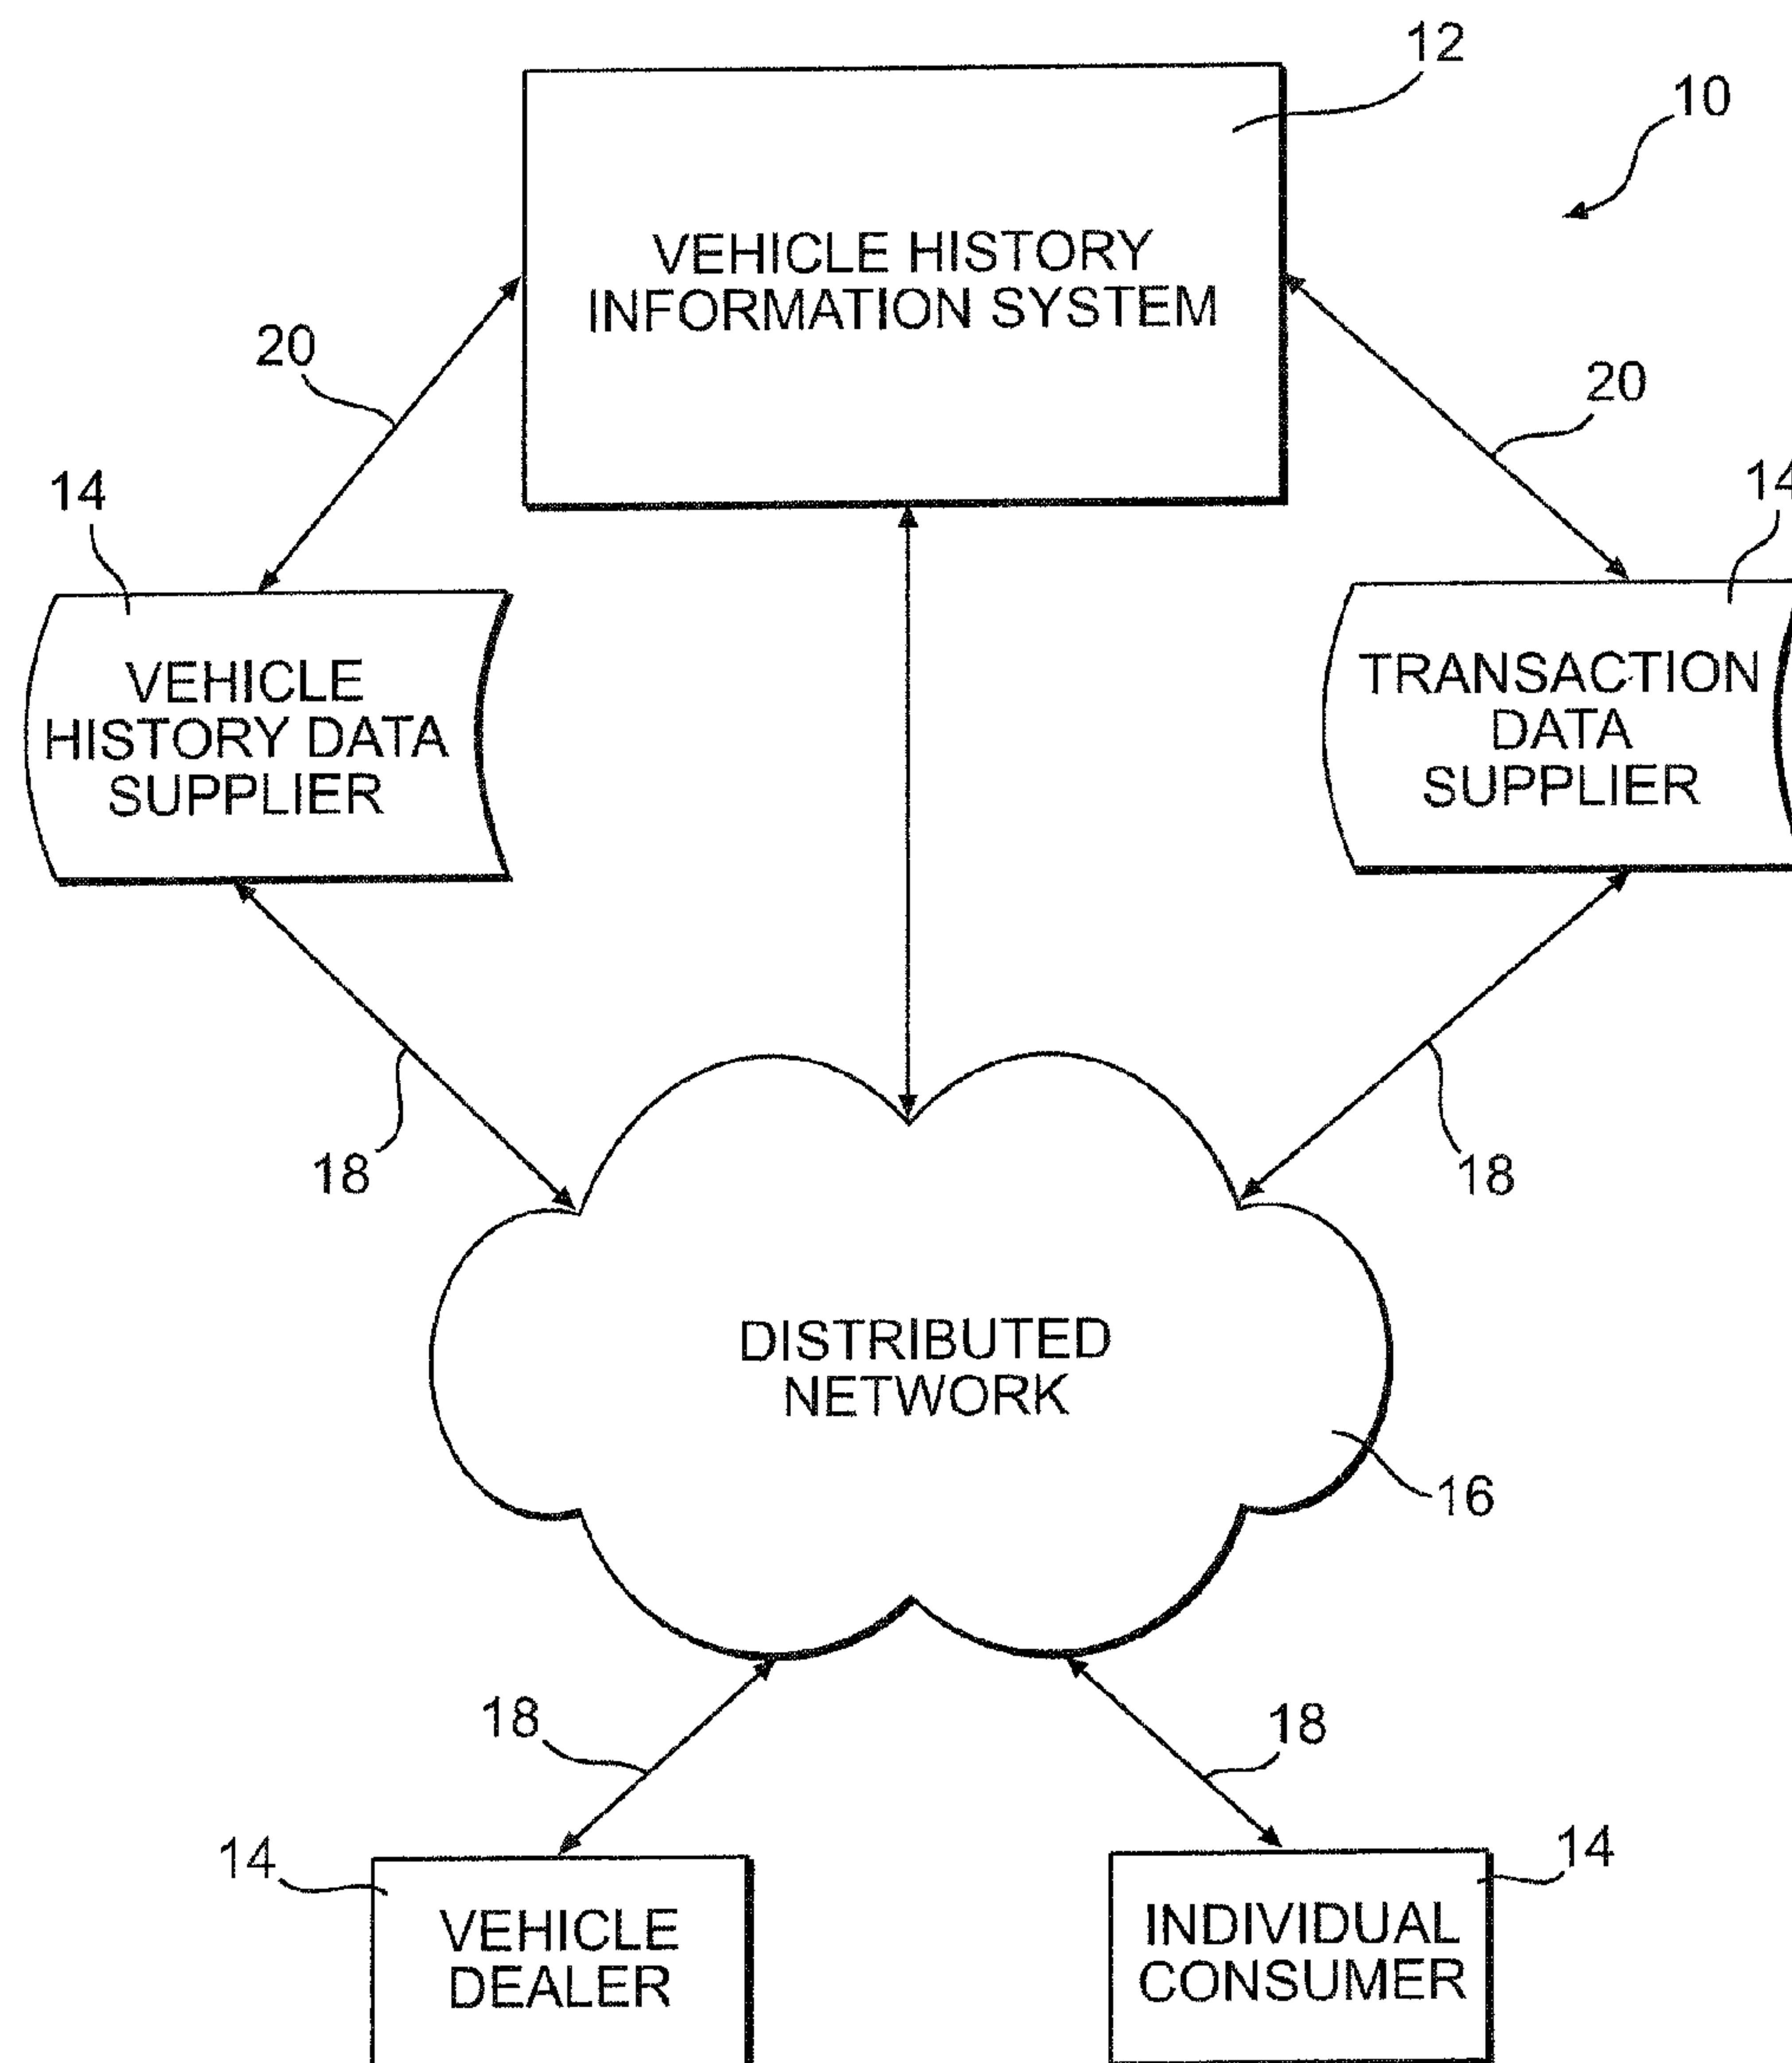 12
10
VEHICLE HISTORY
INFORMATION SYSTEM
20
20
14
14
VEHICLE
HISTORY DATA
SUPPLIER
TRANSACTION
DATA
SUPPLIER
18
18
DISTRIBUTED
NETWORK
16
18
18
14
14
VEHICLE
DEALER
INDIVIDUAL
CONSUMER